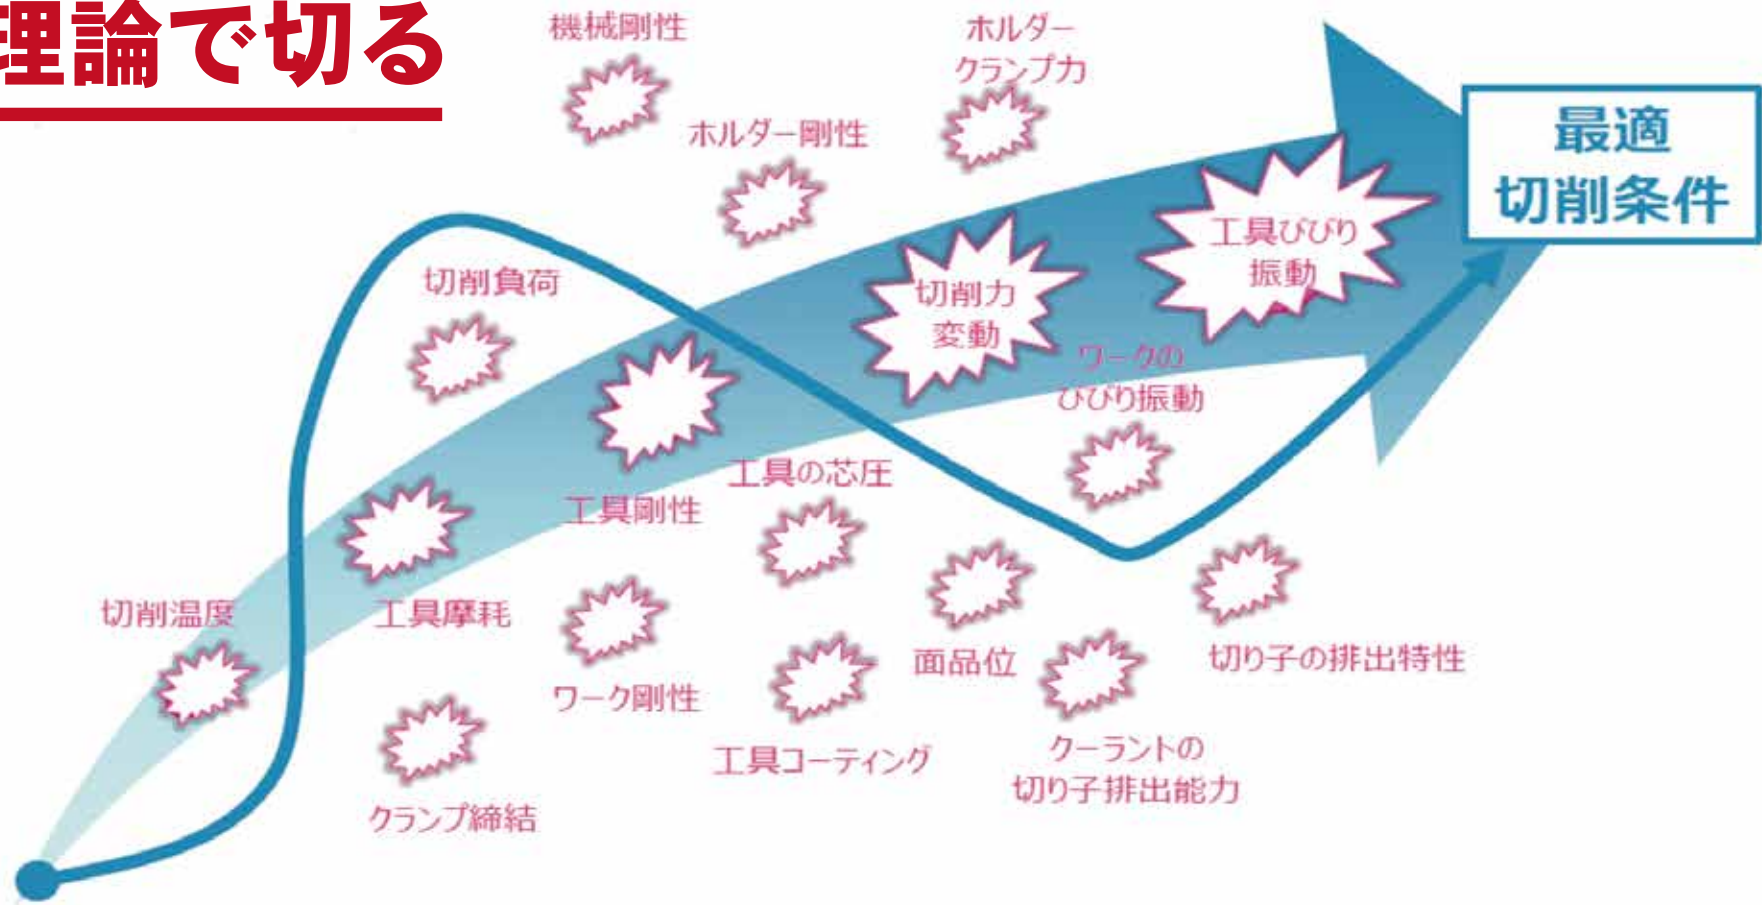 理論で切る
機械剛性
ホルダー
クランプ力
ホルダー剛性
最適
切削条件
工具びびり
振動
切削負荷
切削力
変動
ワークの
びびり振動
工具の芯圧
工具剛性
切削温度
工具摩耗
面品位
切り子の排出特性
ワーク剛性
工具コーティング
クーラントの
切り子排出能力
クランプ締結